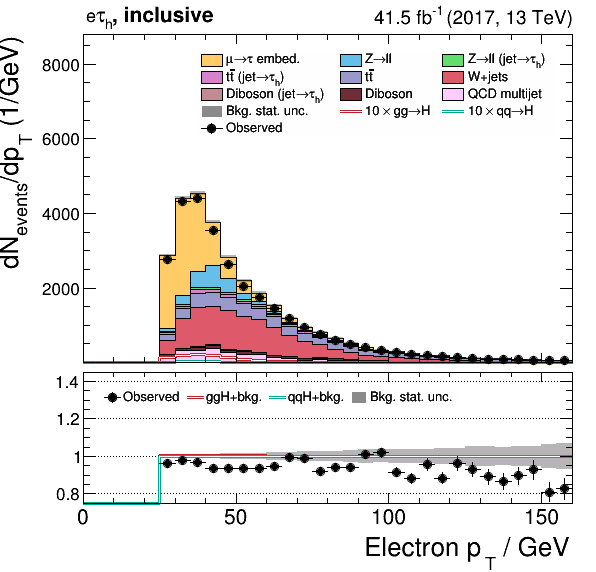 eτh, inclusive 41.5 fb⁻¹ (2017, 13 TeV)
dNevents/dpT (1/GeV)
8000
6000
4000
2000
μ→τ embed. Z→ll Z→ll (jet→τh)
tt̄ (jet→τh) tt̄ W+jets
Diboson (jet→τh) Diboson QCD multijet
Bkg. stat. unc. 10 × gg→H 10 × qq→H
Observed
1.4
1.2
1
0.8
Observed ggH+bkg. qqH+bkg. Bkg. stat. unc.
0 50 100 150
Electron pT / GeV